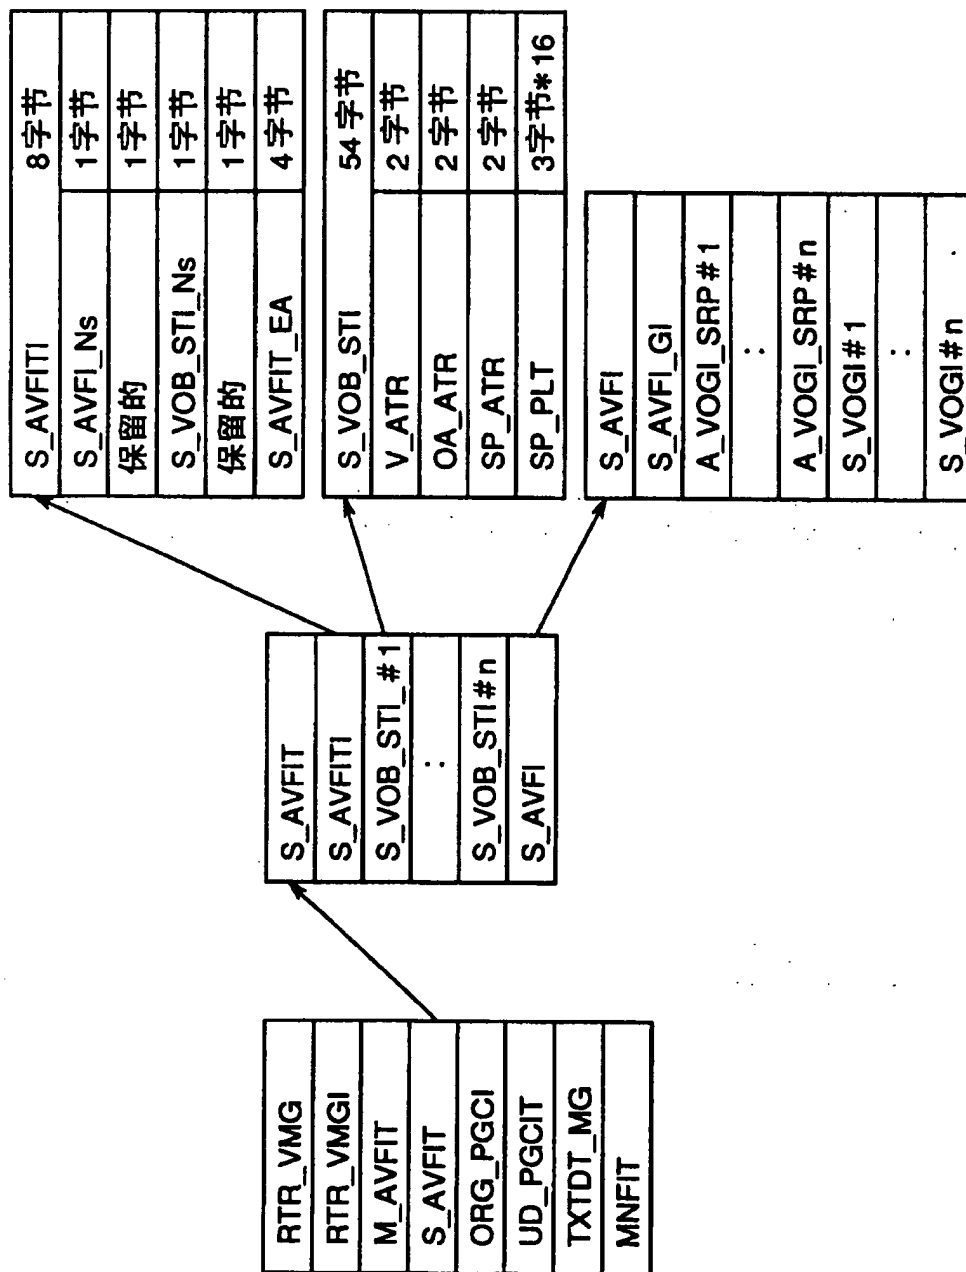 RTR_VMG
RTR_VMGI
M_AVFIT
S_AVFIT
ORG_PGCI
UD_PGCIT
TXTDT_MG
MNFIT
S_AVFIT
S_AVFITI
S_VOB_STI_#1
:
S_VOB_STI#n
S_AVFI
S_AVFITI 8字节
S_AVFI_Ns 1字节
保留的 1字节
S_VOB_STI_Ns 1字节
保留的 1字节
S_AVFIT_EA 4字节
S_VOB_STI 54字节
V_ATR 2字节
OA_ATR 2字节
SP_ATR 2字节
SP_PLT 3字节*16
S_AVFI
S_AVFI_GI
A_VOGI_SRP#1
:
A_VOGI_SRP#n
S_VOGI#1
:
S_VOGI#n